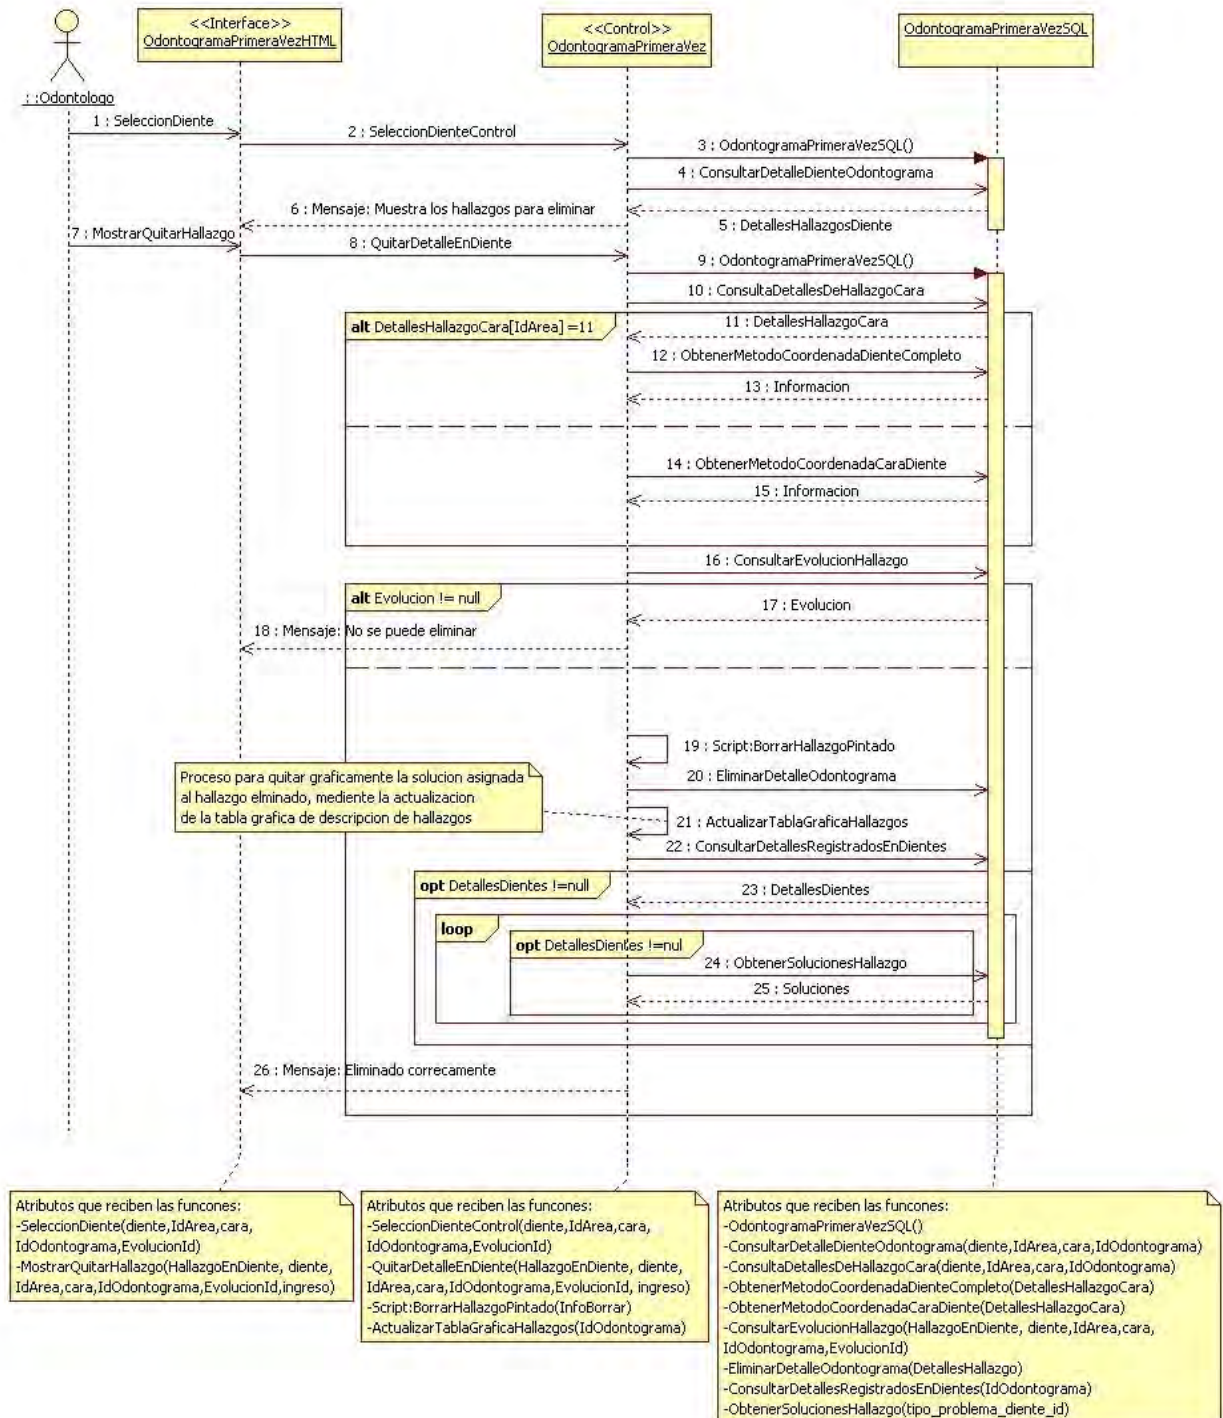 <<Interface>>
OdontogramaPrimeraVezHTML
<<Control>>
OdontogramaPrimeraVez
OdontogramaPrimeraVezSQL
: :Odontologo
1 : SeleccionDiente
2 : SeleccionDienteControl
3 : OdontogramaPrimeraVezSQL()
4 : ConsultarDetalleDienteOdontograma
6 : Mensaje: Muestra los hallazgos para eliminar
5 : DetallesHallazgosDiente
7 : MostrarQuitarHallazgo
8 : QuitarDetalleEnDiente
9 : OdontogramaPrimeraVezSQL()
10 : ConsultaDetallesDeHallazgoCara
alt DetallesHallazgoCara[IdArea] =11
11 : DetallesHallazgoCara
12 : ObtenerMetodoCoordenadaDienteCompleto
13 : Informacion
14 : ObtenerMetodoCoordenadaCaraDiente
15 : Informacion
16 : ConsultarEvolucionHallazgo
alt Evolucion != null
17 : Evolucion
18 : Mensaje: No se puede eliminar
19 : Script:BorrarHallazgoPintado
Proceso para quitar graficamente la solucion asignada
al hallazgo elminado, mediente la actualizacion
de la tabla grafica de descripcion de hallazgos
20 : EliminarDetalleOdontograma
21 : ActualizarTablaGraficaHallazgos
22 : ConsultarDetallesRegistradosEnDientes
opt DetallesDientes !=null
23 : DetallesDientes
loop
opt DetallesDientes !=nul
24 : ObtenerSolucionesHallazgo
25 : Soluciones
26 : Mensaje: Eliminado correcamente
Atributos que reciben las funcones:
-SeleccionDiente(diente,IdArea,cara,
IdOdontograma,EvolucionId)
-MostrarQuitarHallazgo(HallazgoEnDiente, diente,
IdArea,cara,IdOdontograma,EvolucionId,ingreso)
Atributos que reciben las funcones:
-SeleccionDienteControl(diente,IdArea,cara,
IdOdontograma,EvolucionId)
-QuitarDetalleEnDiente(HallazgoEnDiente, diente,
IdArea,cara,IdOdontograma,EvolucionId, ingreso)
-Script:BorrarHallazgoPintado(InfoBorrar)
-ActualizarTablaGraficaHallazgos(IdOdontograma)
Atributos que reciben las funcones:
-OdontogramaPrimeraVezSQL()
-ConsultarDetalleDienteOdontograma(diente,IdArea,cara,IdOdontograma)
-ConsultaDetallesDeHallazgoCara(diente,IdArea,cara,IdOdontograma)
-ObtenerMetodoCoordenadaDienteCompleto(DetallesHallazgoCara)
-ObtenerMetodoCoordenadaCaraDiente(DetallesHallazgoCara)
-ConsultarEvolucionHallazgo(HallazgoEnDiente, diente,IdArea,cara,
IdOdontograma,EvolucionId)
-EliminarDetalleOdontograma(DetallesHallazgo)
-ConsultarDetallesRegistradosEnDientes(IdOdontograma)
-ObtenerSolucionesHallazgo(tipo_problema_diente_id)